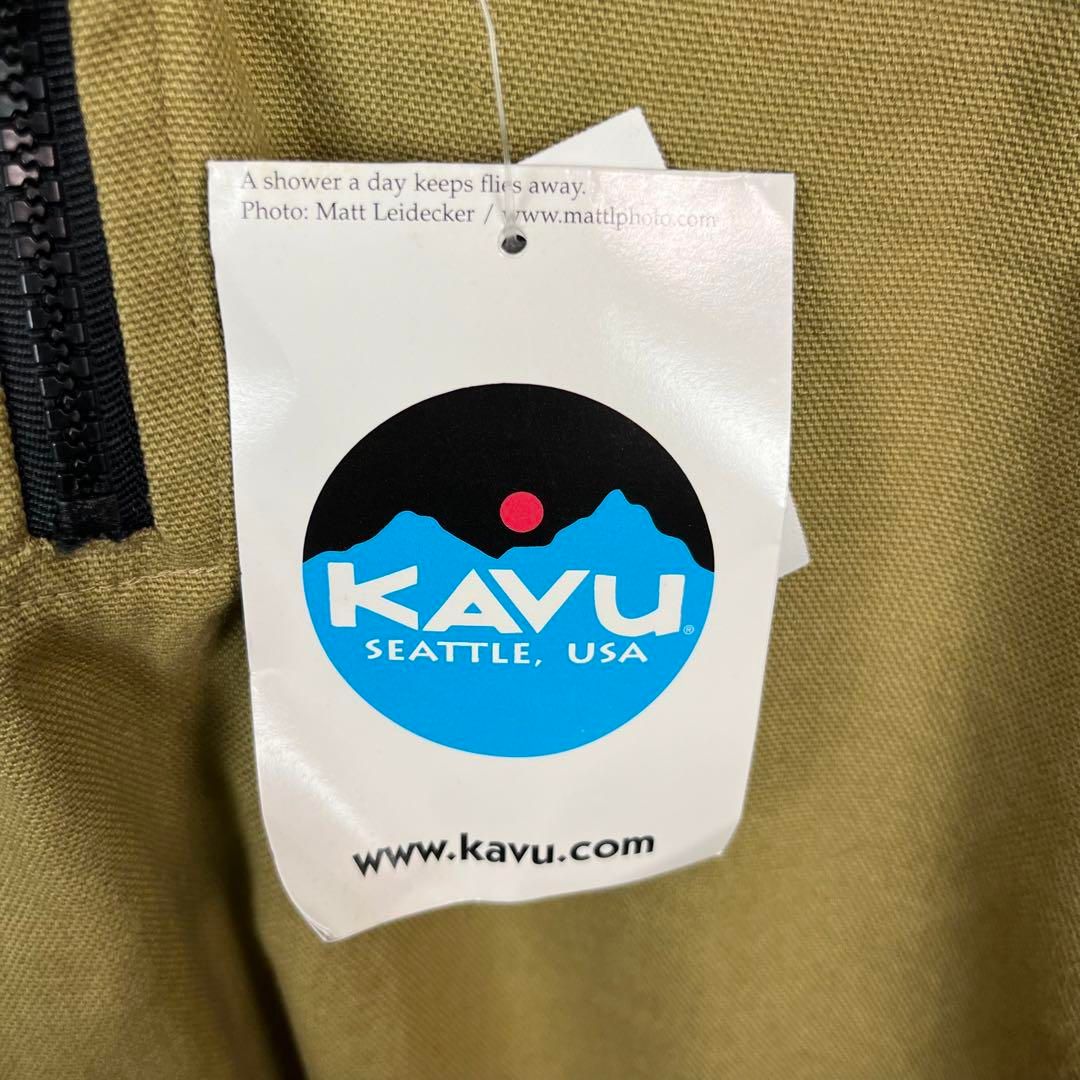 A shower a day keeps flies away.
Photo: Matt Leidecker / www.mattlphoto.com
KAVU®
SEATTLE, USA
www.kavu.com